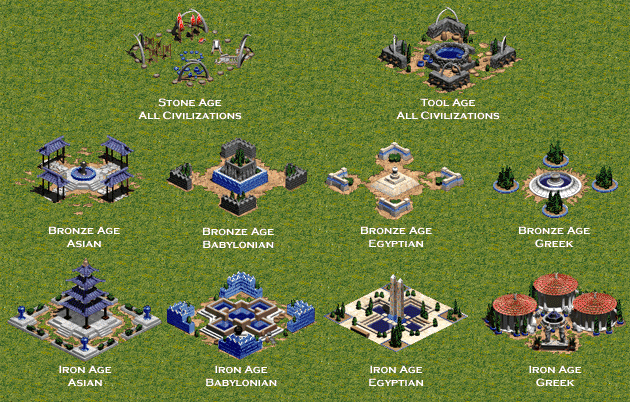 Stone Age
All Civilizations
Tool Age
All Civilizations
Bronze Age
Asian
Bronze Age
Babylonian
Bronze Age
Egyptian
Bronze Age
Greek
Iron Age
Asian
Iron Age
Babylonian
Iron Age
Egyptian
Iron Age
Greek